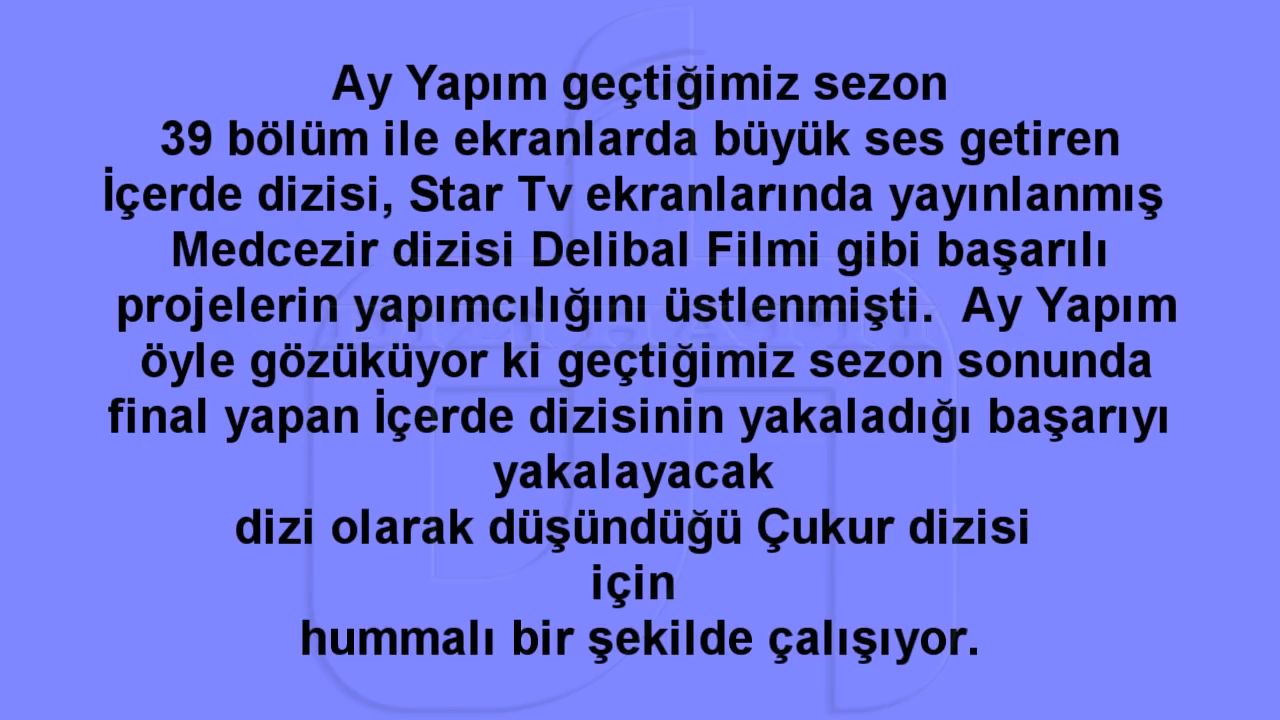 Ay Yapım geçtiğimiz sezon
39 bölüm ile ekranlarda büyük ses getiren
İçerde dizisi, Star Tv ekranlarında yayınlanmış
Medcezir dizisi Delibal Filmi gibi başarılı
projelerin yapımcılığını üstlenmişti.  Ay Yapım
öyle gözüküyor ki geçtiğimiz sezon sonunda
final yapan İçerde dizisinin yakaladığı başarıyı
yakalayacak
dizi olarak düşündüğü Çukur dizisi
için
hummalı bir şekilde çalışıyor.